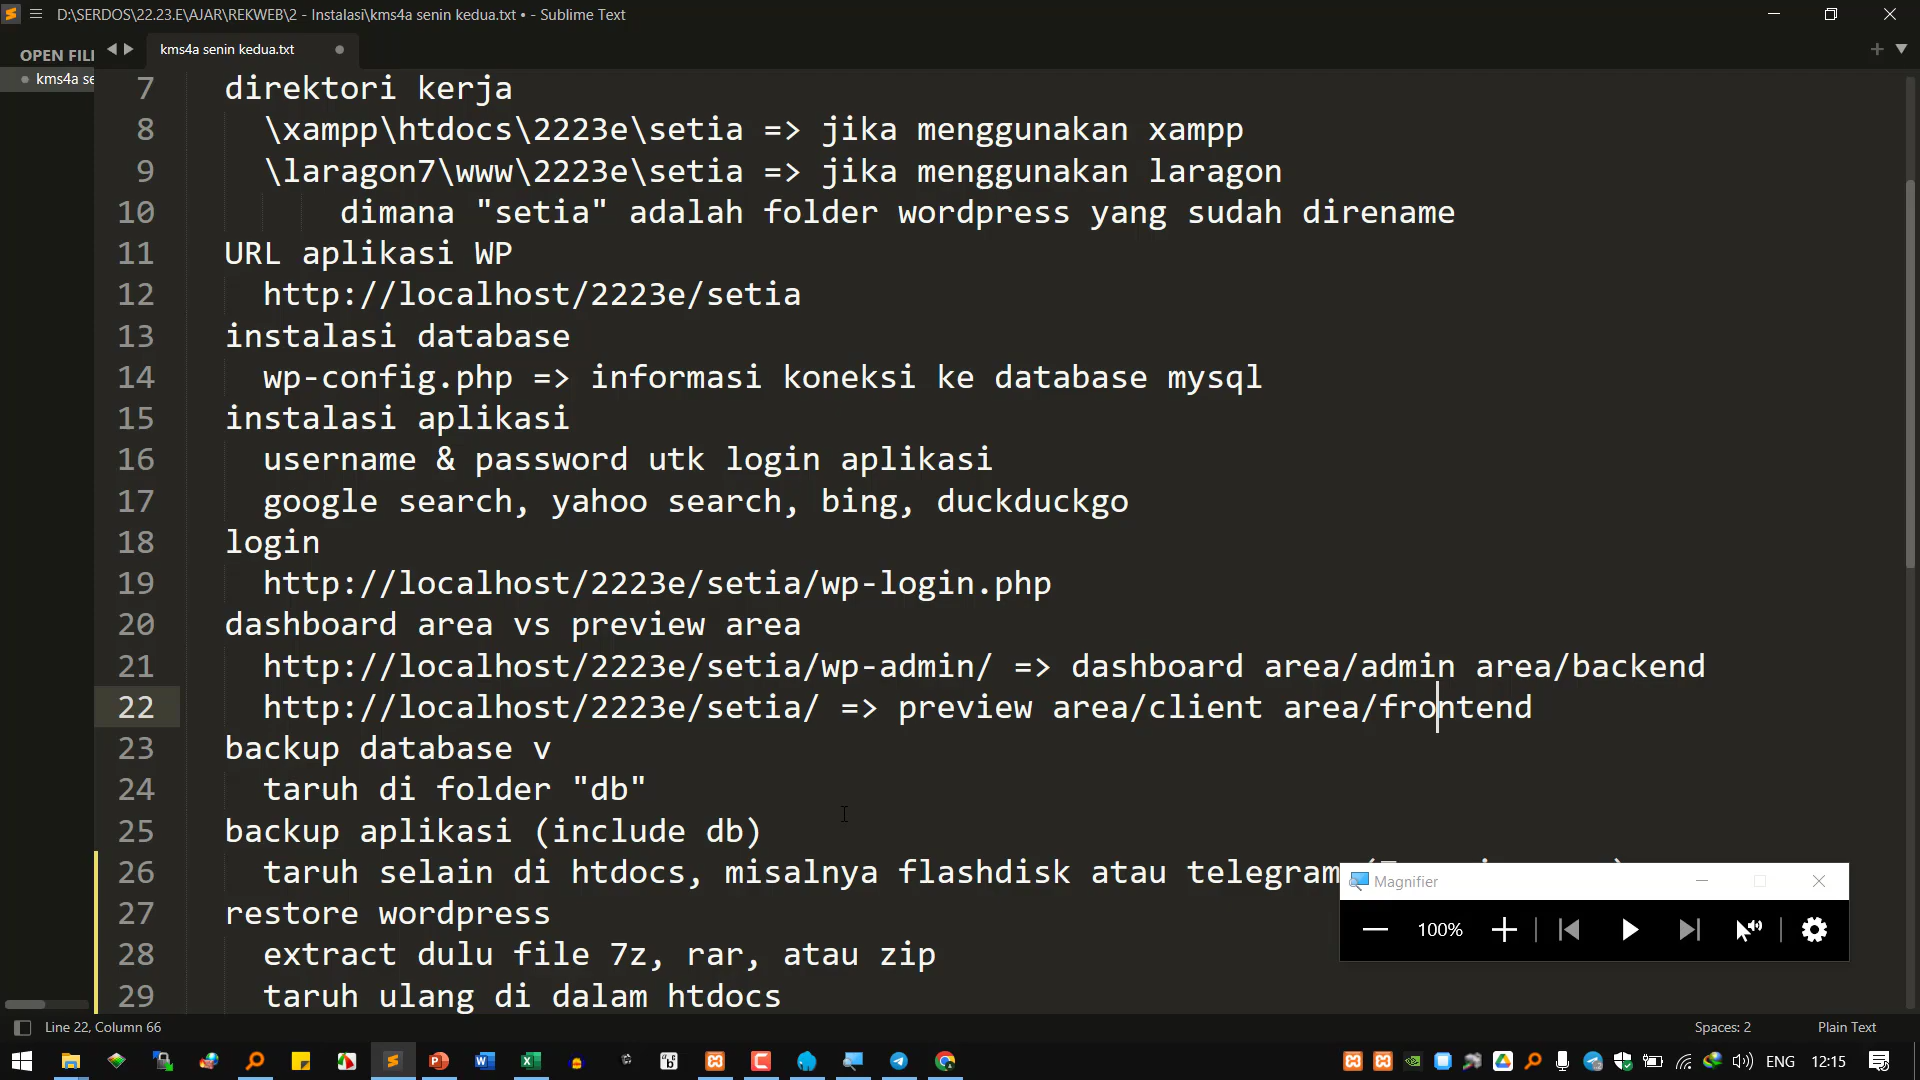 D:\SERDOS\22.23.E\AJAR\REKWEB\2 - Instalasi\kms4a senin kedua.txt • - Sublime Text
OPEN FIL
kms4a senin kedua.txt
kms4a se
7 direktori kerja
8 \xampp\htdocs\2223e\setia => jika menggunakan xampp
9 \laragon7\www\2223e\setia => jika menggunakan laragon
10 dimana "setia" adalah folder wordpress yang sudah direname
11 URL aplikasi WP
12 http://localhost/2223e/setia
13 instalasi database
14 wp-config.php => informasi koneksi ke database mysql
15 instalasi aplikasi
16 username & password utk login aplikasi
17 google search, yahoo search, bing, duckduckgo
18 login
19 http://localhost/2223e/setia/wp-login.php
20 dashboard area vs preview area
21 http://localhost/2223e/setia/wp-admin/ => dashboard area/admin area/backend
22 http://localhost/2223e/setia/ => preview area/client area/frontend
23 backup database v
24 taruh di folder "db"
25 backup aplikasi (include db)
26 taruh selain di htdocs, misalnya flashdisk atau telegram
27 restore wordpress
28 extract dulu file 7z, rar, atau zip
29 taruh ulang di dalam htdocs
Magnifier
100%
Line 22, Column 66
Spaces: 2
Plain Text
ENG
12:15